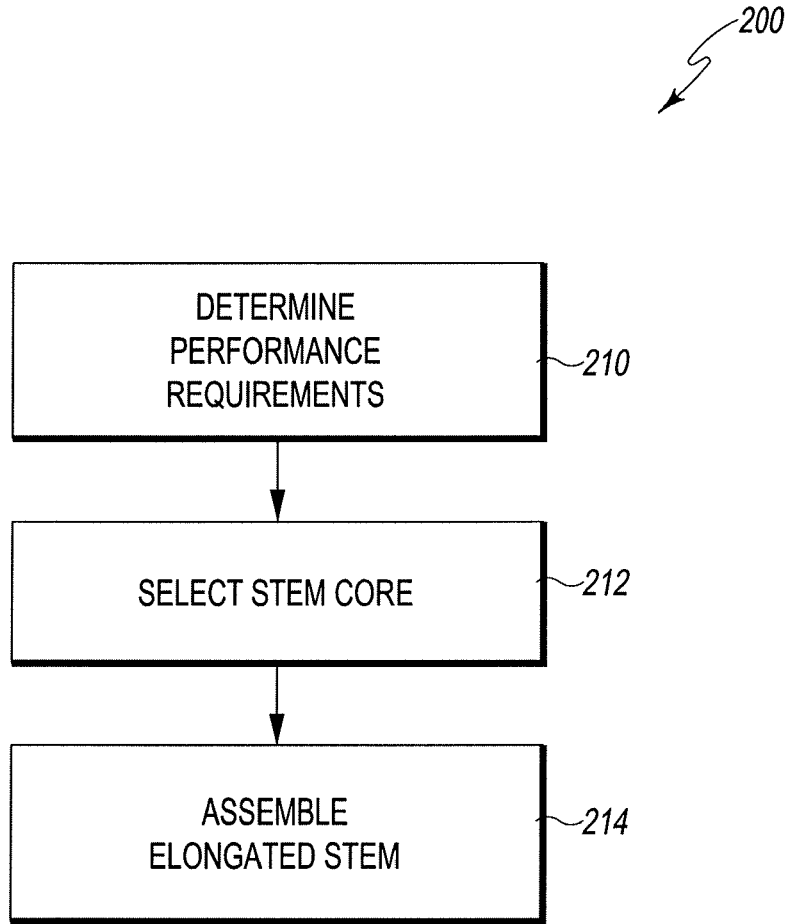 200
DETERMINE
PERFORMANCE
REQUIREMENTS
210
SELECT STEM CORE
212
ASSEMBLE
ELONGATED STEM
214